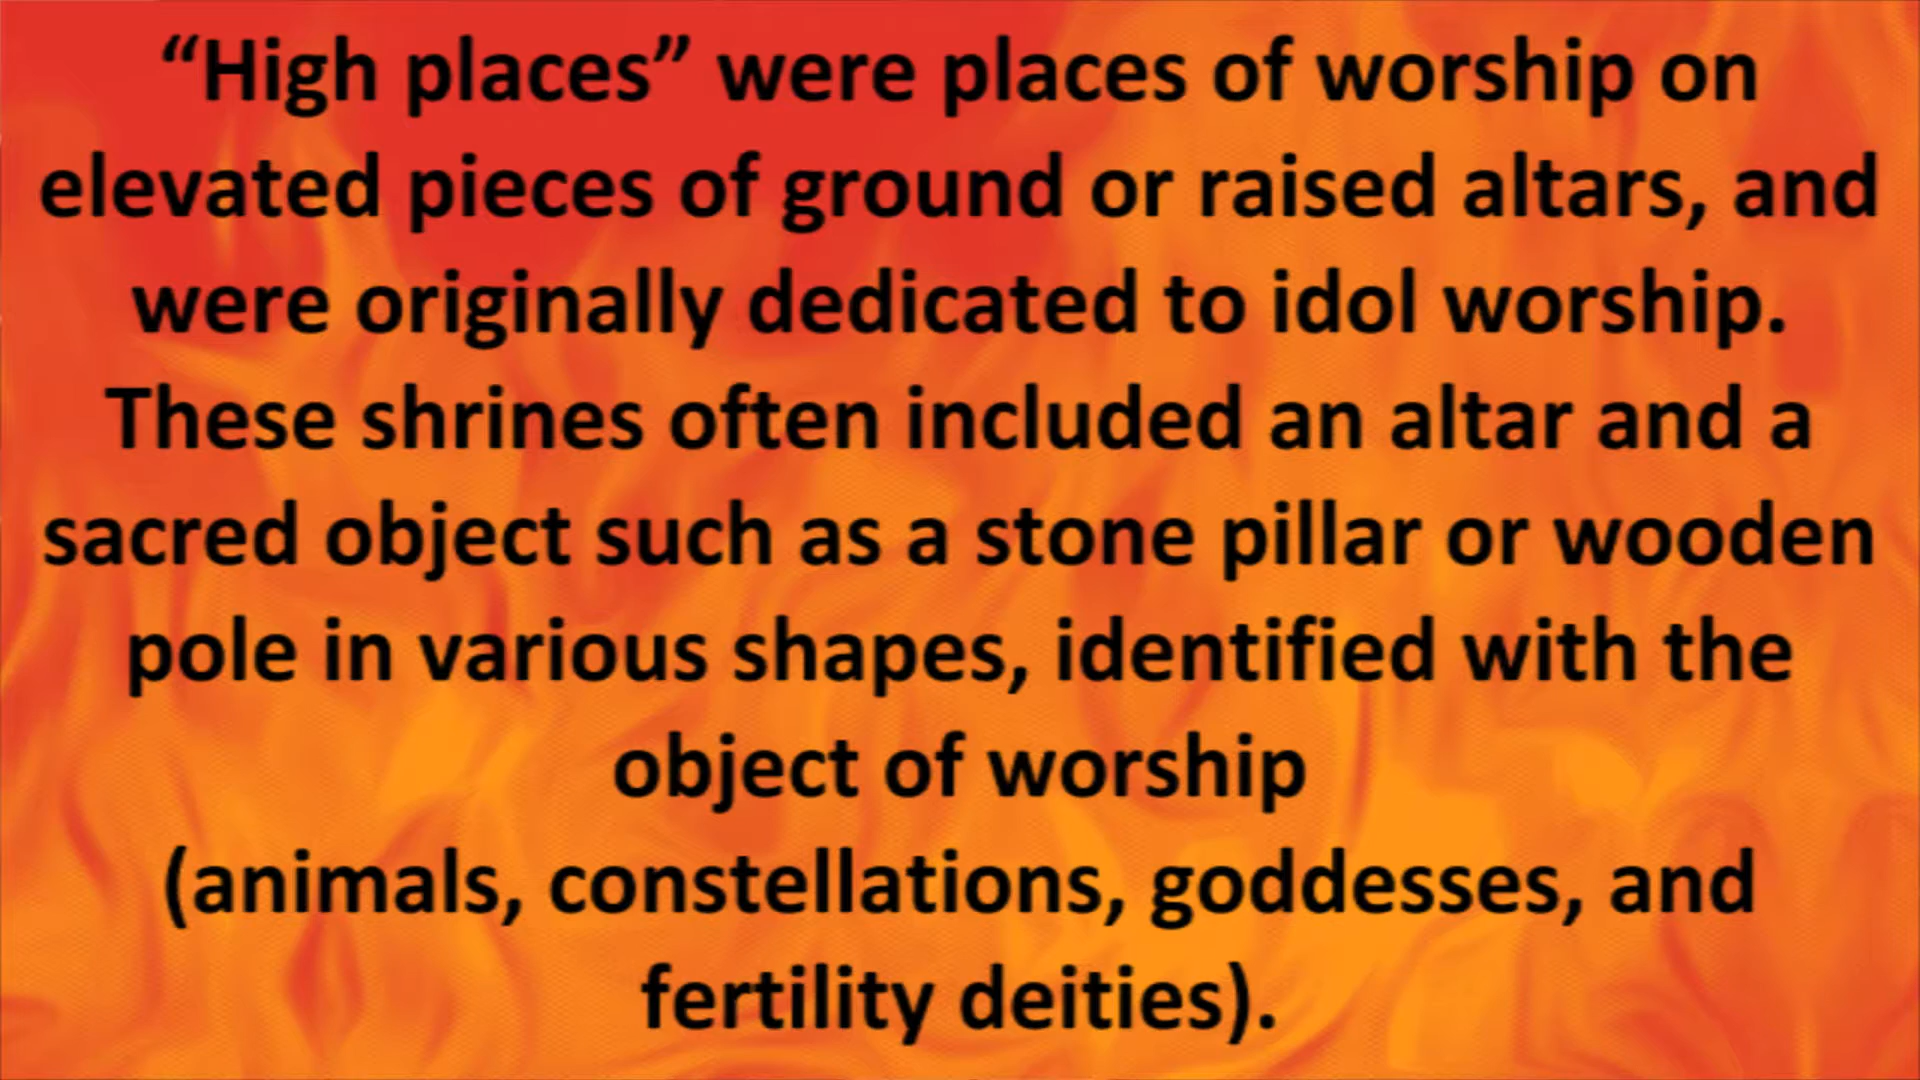 “High places” were places of worship on
elevated pieces of ground or raised altars, and
were originally dedicated to idol worship.
These shrines often included an altar and a
sacred object such as a stone pillar or wooden
pole in various shapes, identified with the
object of worship
(animals, constellations, goddesses, and
fertility deities).